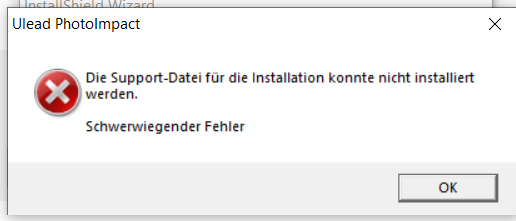 InstallShield Wizard
Ulead PhotoImpact
Die Support-Datei für die Installation konnte nicht installiert
werden.
Schwerwiegender Fehler
OK